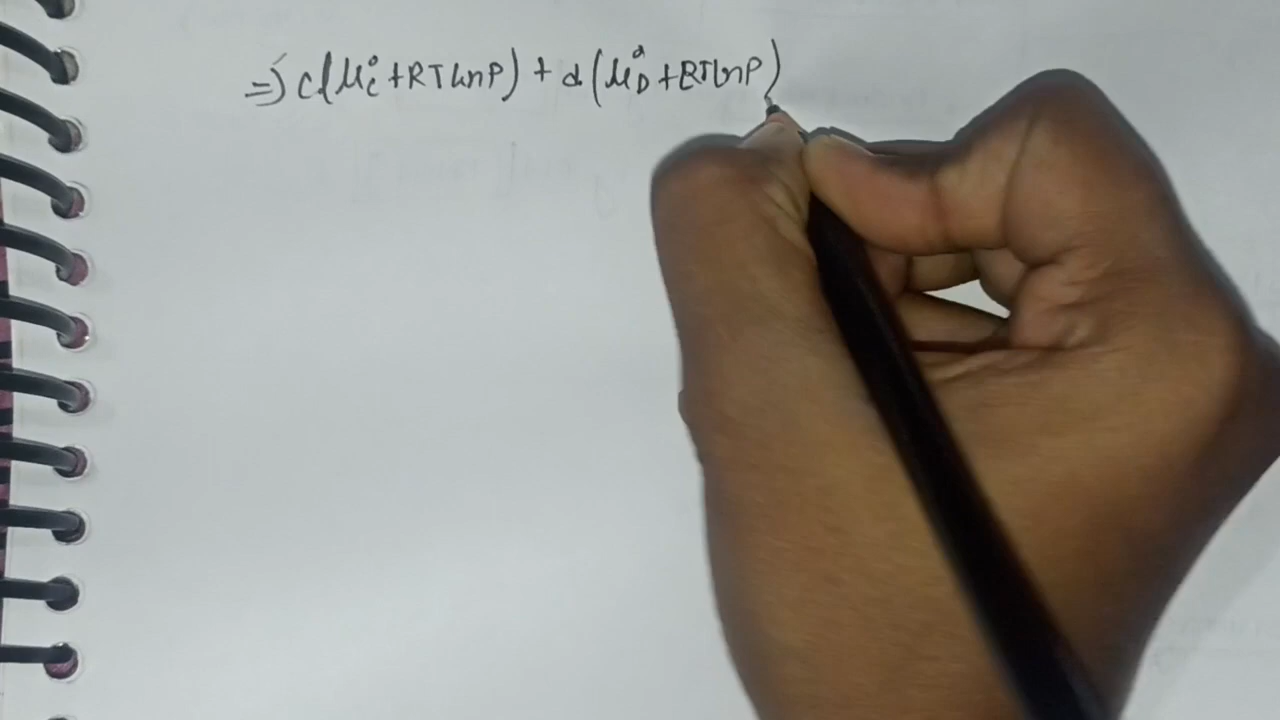 ⇒ c(μ°C + RT ln P) + d(μ°D + RT ln P)